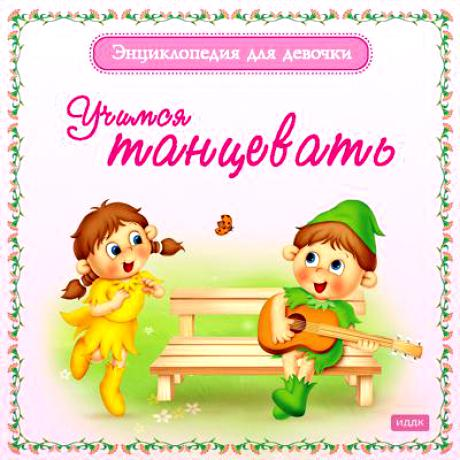 Энциклопедия для девочки
Учимся
танцевать
иддк